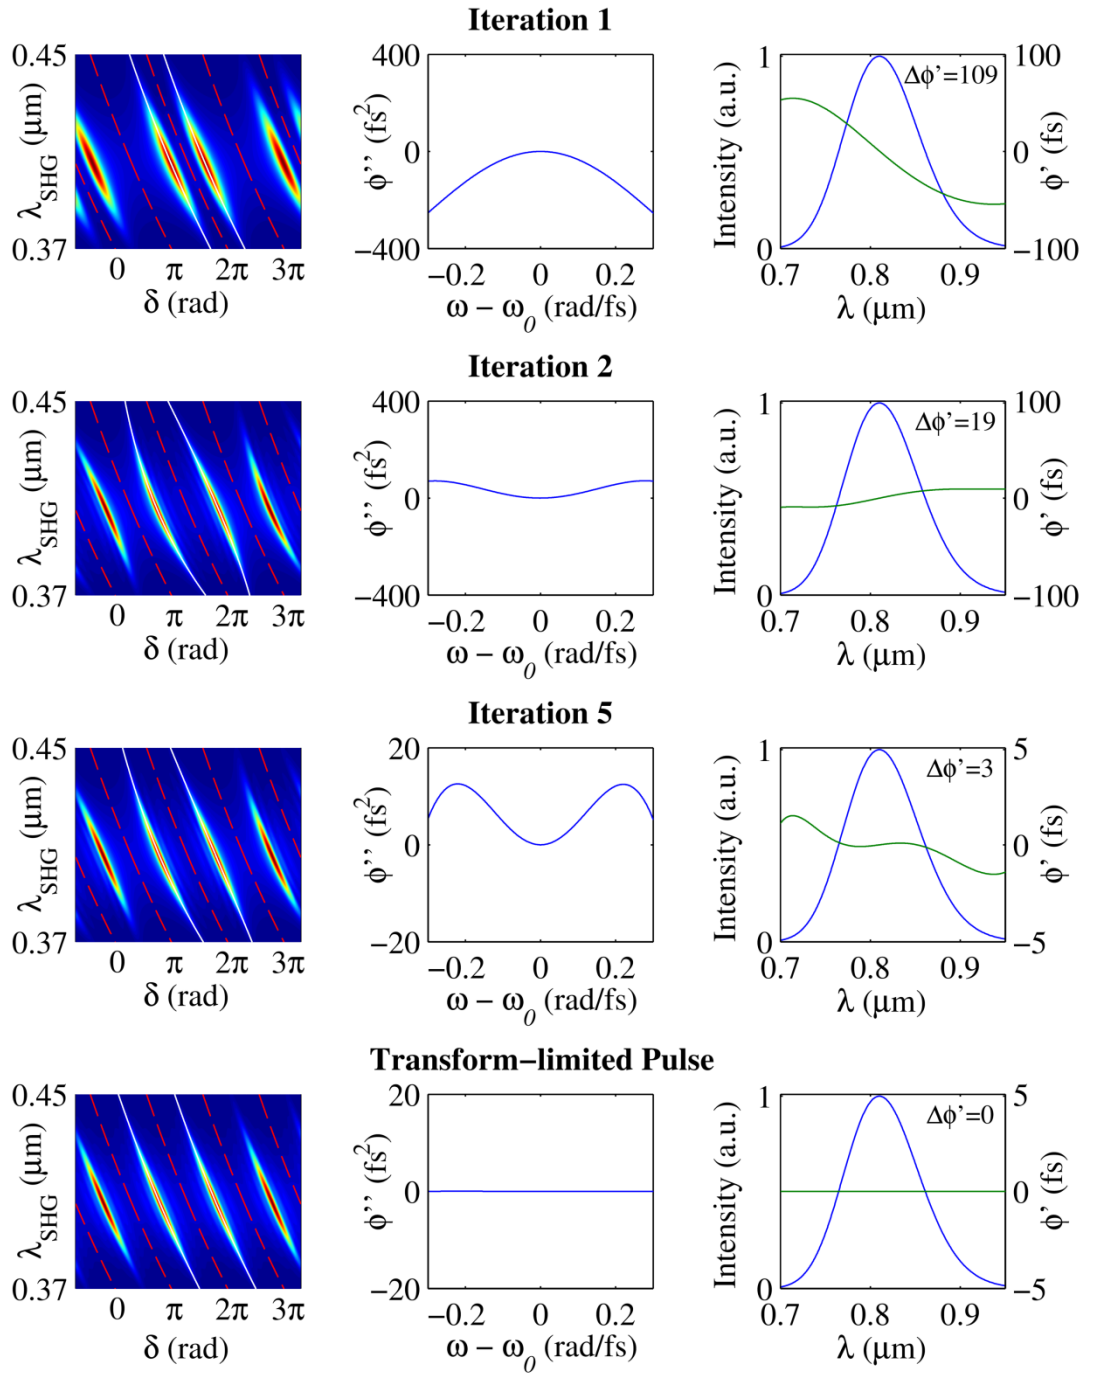 Iteration 1
0.45
0.37
λSHG (μm)
0 π 2π 3π
δ (rad)
400
0
−400
ϕ’’ (fs2)
−0.2 0 0.2
ω − ω0 (rad/fs)
1
0
Intensity (a.u.)
Δϕ’=109
100
0
−100
ϕ’ (fs)
0.7 0.8 0.9
λ (μm)
Iteration 2
0.45
0.37
λSHG (μm)
0 π 2π 3π
δ (rad)
400
0
−400
ϕ’’ (fs2)
−0.2 0 0.2
ω − ω0 (rad/fs)
1
0
Intensity (a.u.)
Δϕ’=19
100
0
−100
ϕ’ (fs)
0.7 0.8 0.9
λ (μm)
Iteration 5
0.45
0.37
λSHG (μm)
0 π 2π 3π
δ (rad)
20
0
−20
ϕ’’ (fs2)
−0.2 0 0.2
ω − ω0 (rad/fs)
1
0
Intensity (a.u.)
Δϕ’=3
5
0
−5
ϕ’ (fs)
0.7 0.8 0.9
λ (μm)
Transform−limited Pulse
0.45
0.37
λSHG (μm)
0 π 2π 3π
δ (rad)
20
0
−20
ϕ’’ (fs2)
−0.2 0 0.2
ω − ω0 (rad/fs)
1
0
Intensity (a.u.)
Δϕ’=0
5
0
−5
ϕ’ (fs)
0.7 0.8 0.9
λ (μm)